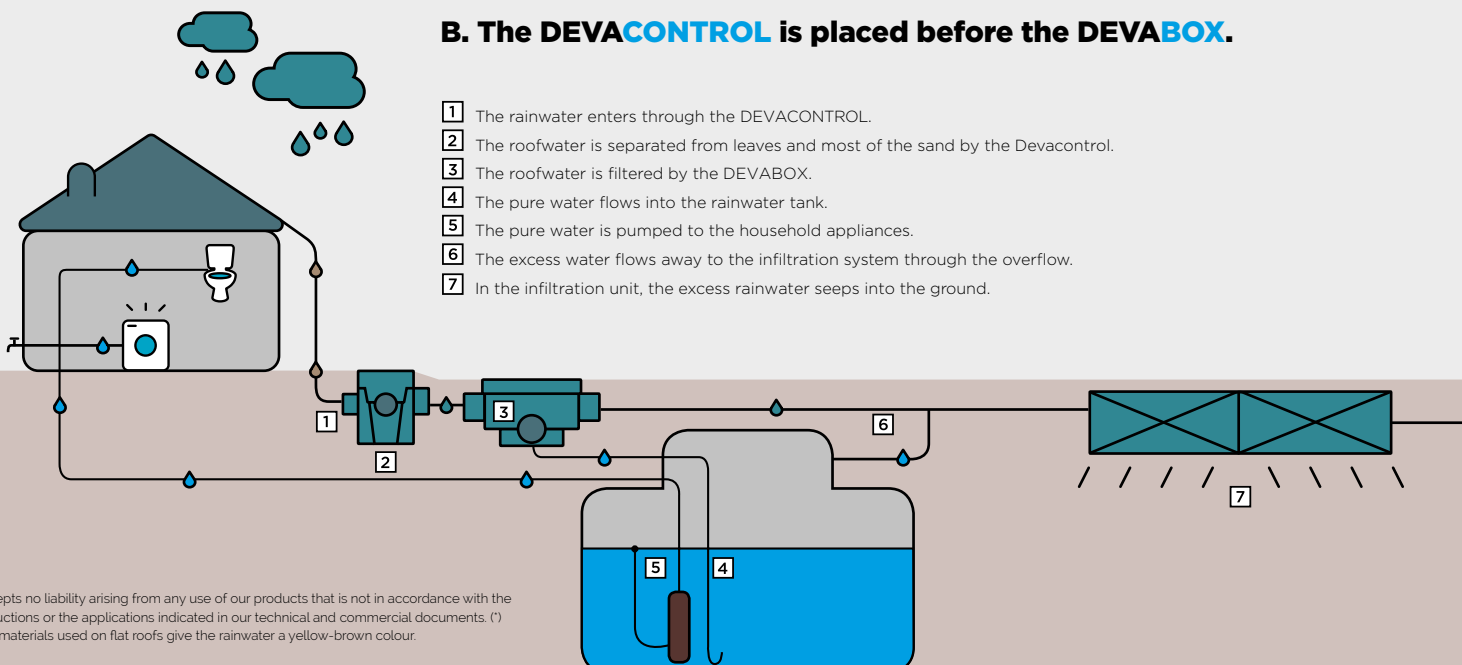 B. The DEVACONTROL is placed before the DEVABOX.
1 The rainwater enters through the DEVACONTROL.
2 The roofwater is separated from leaves and most of the sand by the Devacontrol.
3 The roofwater is filtered by the DEVABOX.
4 The pure water flows into the rainwater tank.
5 The pure water is pumped to the household appliances.
6 The excess water flows away to the infiltration system through the overflow.
7 In the infiltration unit, the excess rainwater seeps into the ground.
1
2
3
6
7
5
4
no liability arising from any use of our products that is not in accordance with the
or the applications indicated in our technical and commercial documents. (*)
materials used on flat roofs give the rainwater a yellow-brown colour.